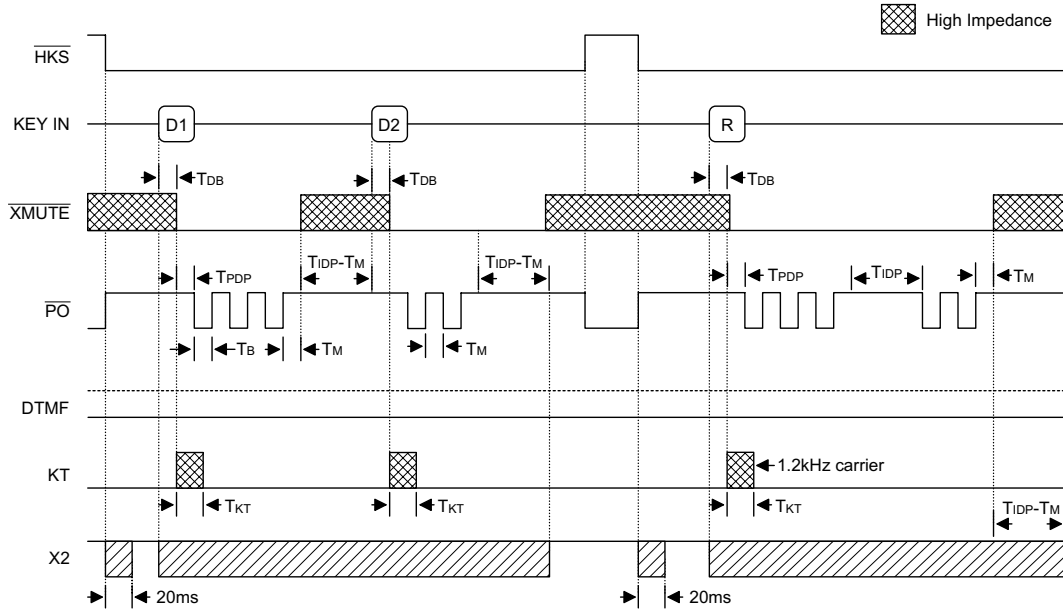 High Impedance
HKS
KEY IN D1 D2 R
TDB TDB TDB
XMUTE
TPDP TIDP-TM TIDP-TM TPDP TIDP TM
PO
TB TM TM
DTMF
KT 1.2kHz carrier
TKT TKT TKT TIDP-TM
X2
20ms 20ms